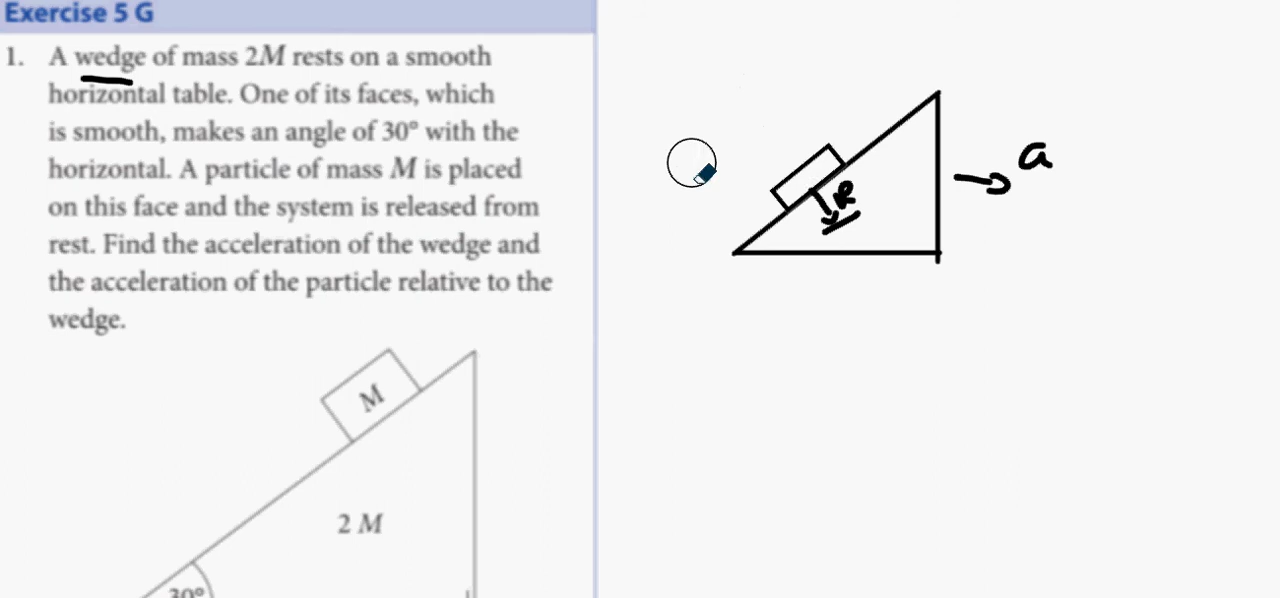 Exercise 5 G
1. A wedge of mass 2M rests on a smooth
horizontal table. One of its faces, which
is smooth, makes an angle of 30° with the
horizontal. A particle of mass M is placed
on this face and the system is released from
rest. Find the acceleration of the wedge and
the acceleration of the particle relative to the
wedge.
M
2 M
30°
R
a